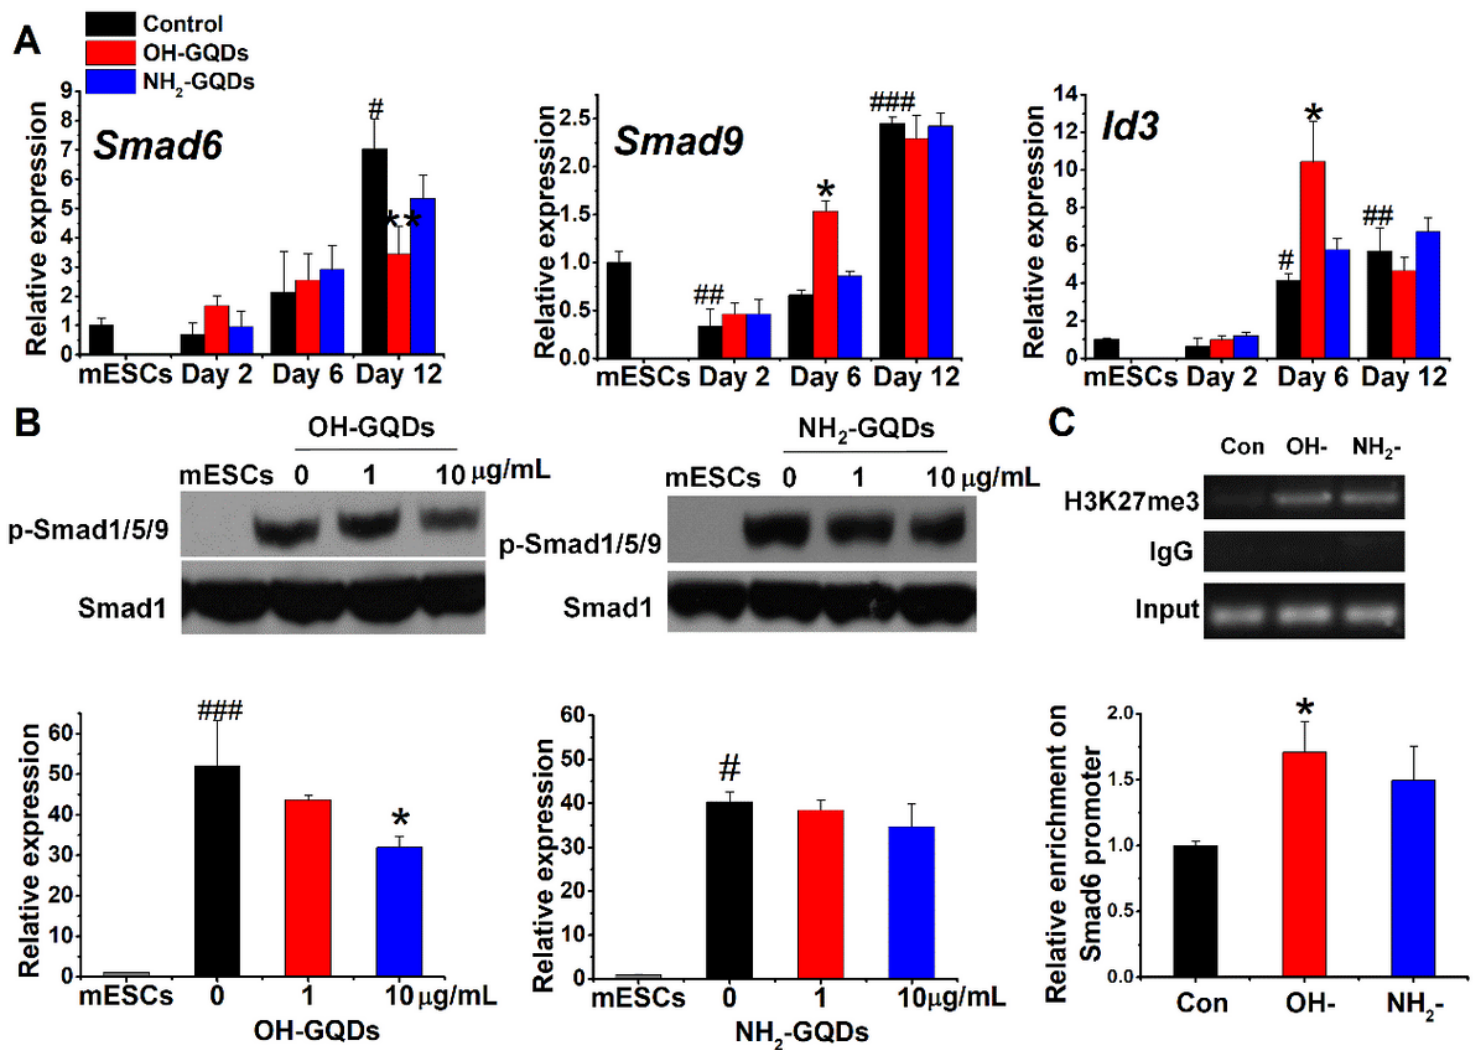 A
Control
OH-GQDs
NH2-GQDs
Relative expression
9
8
7
6
5
4
3
2
1
0
Smad6
#
**
mESCs Day 2 Day 6 Day 12
Relative expression
2.5
2.0
1.5
1.0
0.5
0.0
Smad9
##
*
###
mESCs Day 2 Day 6 Day 12
Relative expression
14
12
10
8
6
4
2
0
Id3
#
*
##
mESCs Day 2 Day 6 Day 12
B
OH-GQDs
mESCs 0 1 10 μg/mL
p-Smad1/5/9
Smad1
NH2-GQDs
mESCs 0 1 10 μg/mL
p-Smad1/5/9
Smad1
Relative expression
60
50
40
30
20
10
0
###
*
mESCs 0 1 10 μg/mL
OH-GQDs
Relative expression
60
50
40
30
20
10
0
#
mESCs 0 1 10 μg/mL
NH2-GQDs
C
Con OH- NH2-
H3K27me3
IgG
Input
Relative enrichment on
Smad6 promoter
2.0
1.5
1.0
0.5
0.0
*
Con OH- NH2-